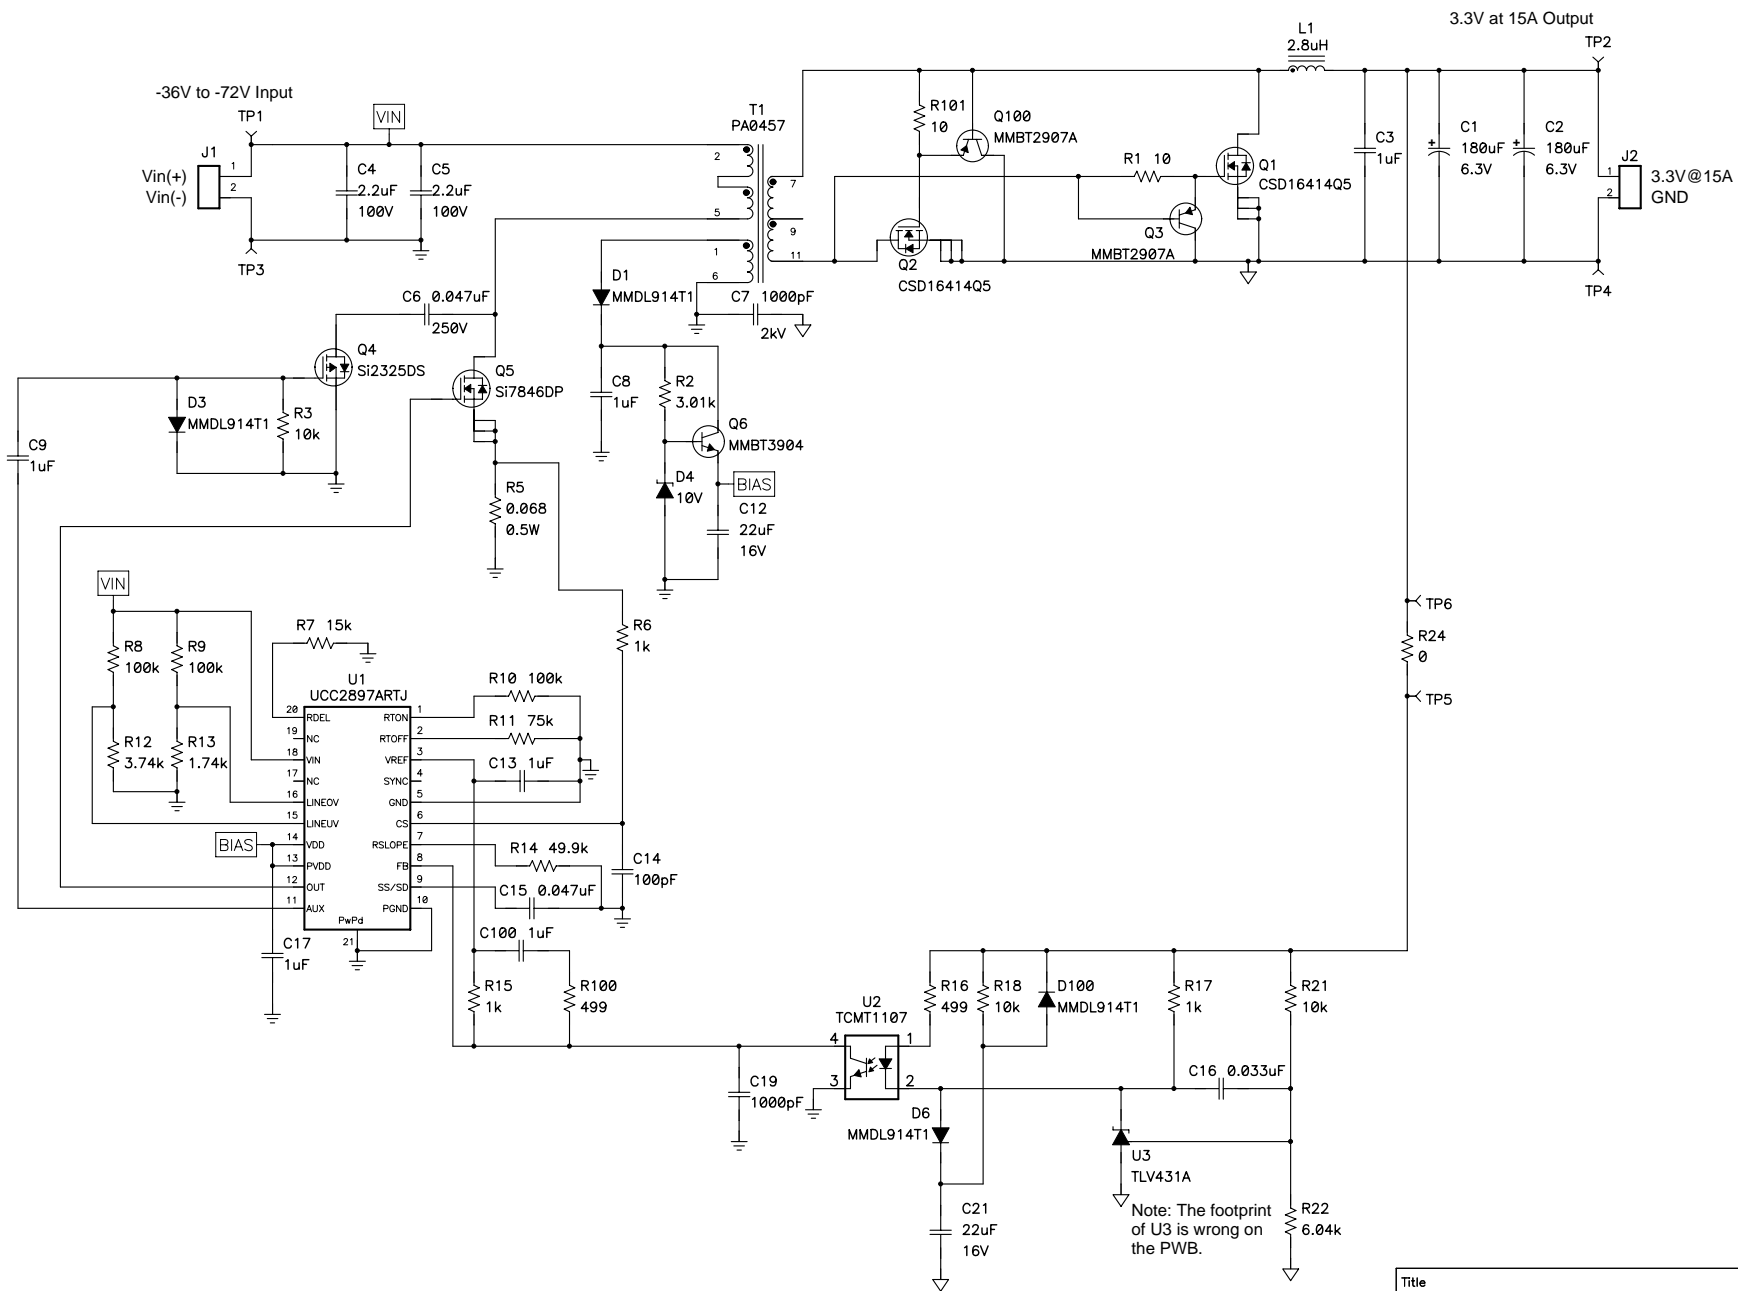 3.3V at 15A Output
TP2
L1
2.8uH
-36V to -72V Input
TP1
VIN
T1
PA0457
R101
10
Q100
MMBT2907A
J1
Vin(+)
Vin(-)
1
2
C4
2.2uF
100V
C5
2.2uF
100V
2
5
1
6
7
9
11
R1 10
Q1
CSD16414Q5
Q3
MMBT2907A
Q2
CSD16414Q5
C3
1uF
C1
180uF
6.3V
C2
180uF
6.3V
J2
1
2
3.3V@15A
GND
TP3
TP4
D1
MMDL914T1
C7 1000pF
2kV
C6 0.047uF
250V
Q4
Si2325DS
Q5
Si7846DP
C8
1uF
R2
3.01k
Q6
MMBT3904
D3
MMDL914T1
R3
10k
C9
1uF
D4
10V
BIAS
C12
22uF
16V
R5
0.068
0.5W
VIN
R8
100k
R9
100k
R7 15k
R6
1k
TP6
R24
0
TP5
R12
3.74k
R13
1.74k
U1
UCC2897ARTJ
R10 100k
R11 75k
C13 1uF
20 RDEL RTON 1
19 NC RTOFF 2
18 VIN VREF 3
17 NC SYNC 4
16 LINEOV GND 5
15 LINEUV CS 6
14 VDD RSLOPE 7
13 PVDD FB 8
12 OUT SS/SD 9
11 AUX PGND 10
PwPd
21
BIAS
R14 49.9k
C15 0.047uF
C14
100pF
C17
1uF
C100 1uF
R15
1k
R100
499
U2
TCMT1107
4
3
1
2
R16
499
R18
10k
D100
MMDL914T1
R17
1k
R21
10k
C19
1000pF
C16 0.033uF
D6
MMDL914T1
U3
TLV431A
C21
22uF
16V
Note: The footprint
of U3 is wrong on
the PWB.
R22
6.04k
Title